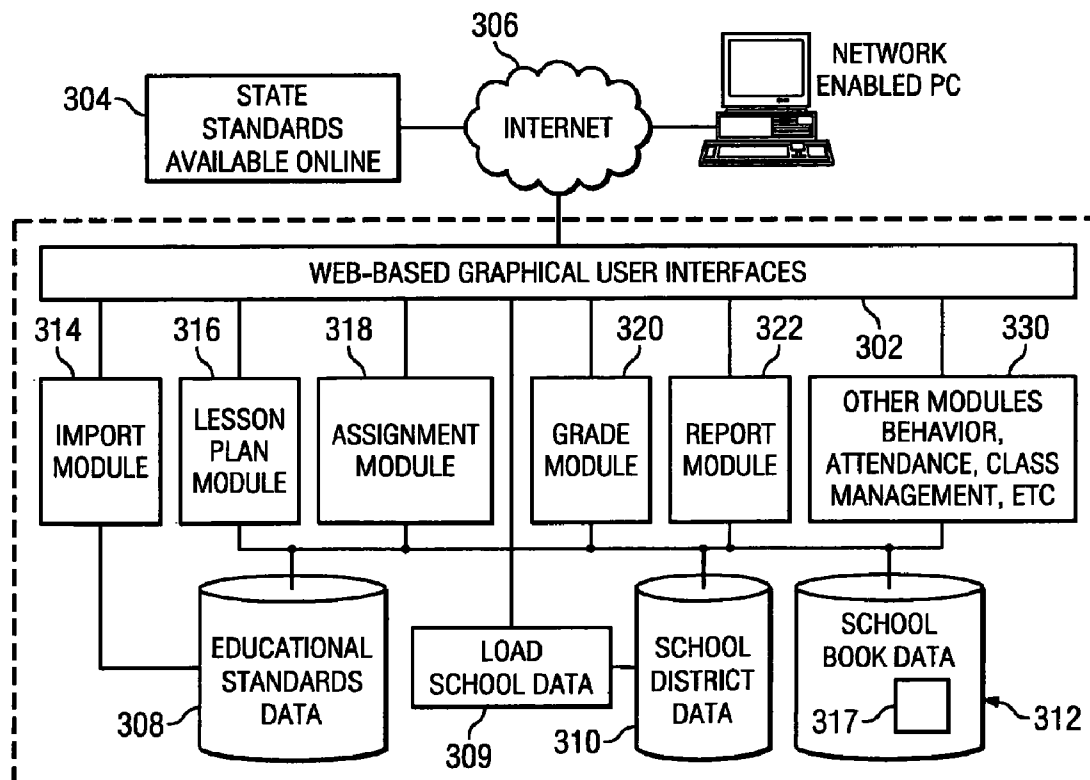 306
304
STATE
STANDARDS
AVAILABLE ONLINE
INTERNET
NETWORK
ENABLED PC
WEB-BASED GRAPHICAL USER INTERFACES
314
316
318
320
322
302
330
IMPORT
MODULE
LESSON
PLAN
MODULE
ASSIGNMENT
MODULE
GRADE
MODULE
REPORT
MODULE
OTHER MODULES
BEHAVIOR,
ATTENDANCE, CLASS
MANAGEMENT, ETC
EDUCATIONAL
STANDARDS
DATA
308
LOAD
SCHOOL DATA
309
SCHOOL
DISTRICT
DATA
310
SCHOOL
BOOK DATA
317
312